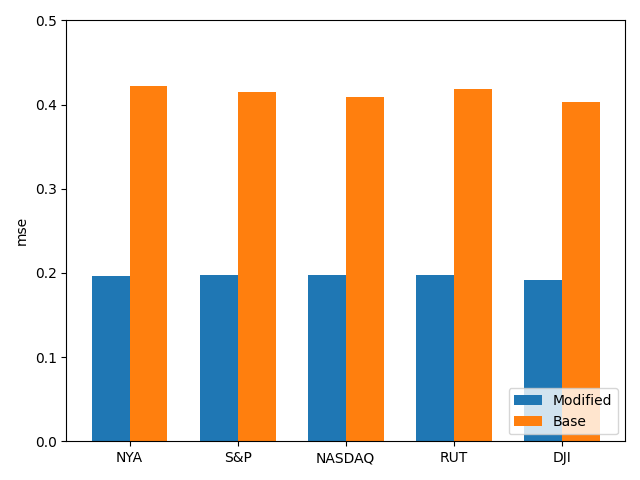 0.5
0.4
0.3
0.2
0.1
0.0
mse
NYA
S&P
NASDAQ
RUT
DJI
Modified
Base